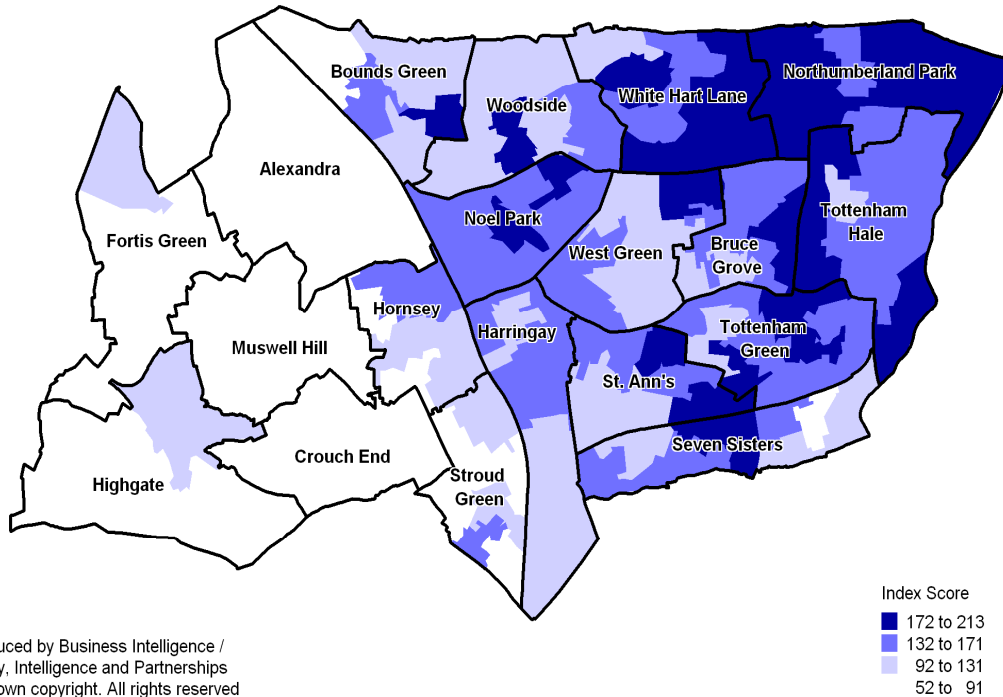 Bounds Green
Northumberland Park
Woodside
White Hart Lane
Alexandra
Fortis Green
Noel Park
Tottenham
Hale
West Green
Bruce
Grove
Hornsey
Harringay
Tottenham
Green
Muswell Hill
St. Ann's
Seven Sisters
Crouch End
Stroud
Green
Highgate
Index Score
172 to 213
132 to 171
92 to 131
52 to 91
by Business Intelligence /
Intelligence and Partnerships
copyright. All rights reserved